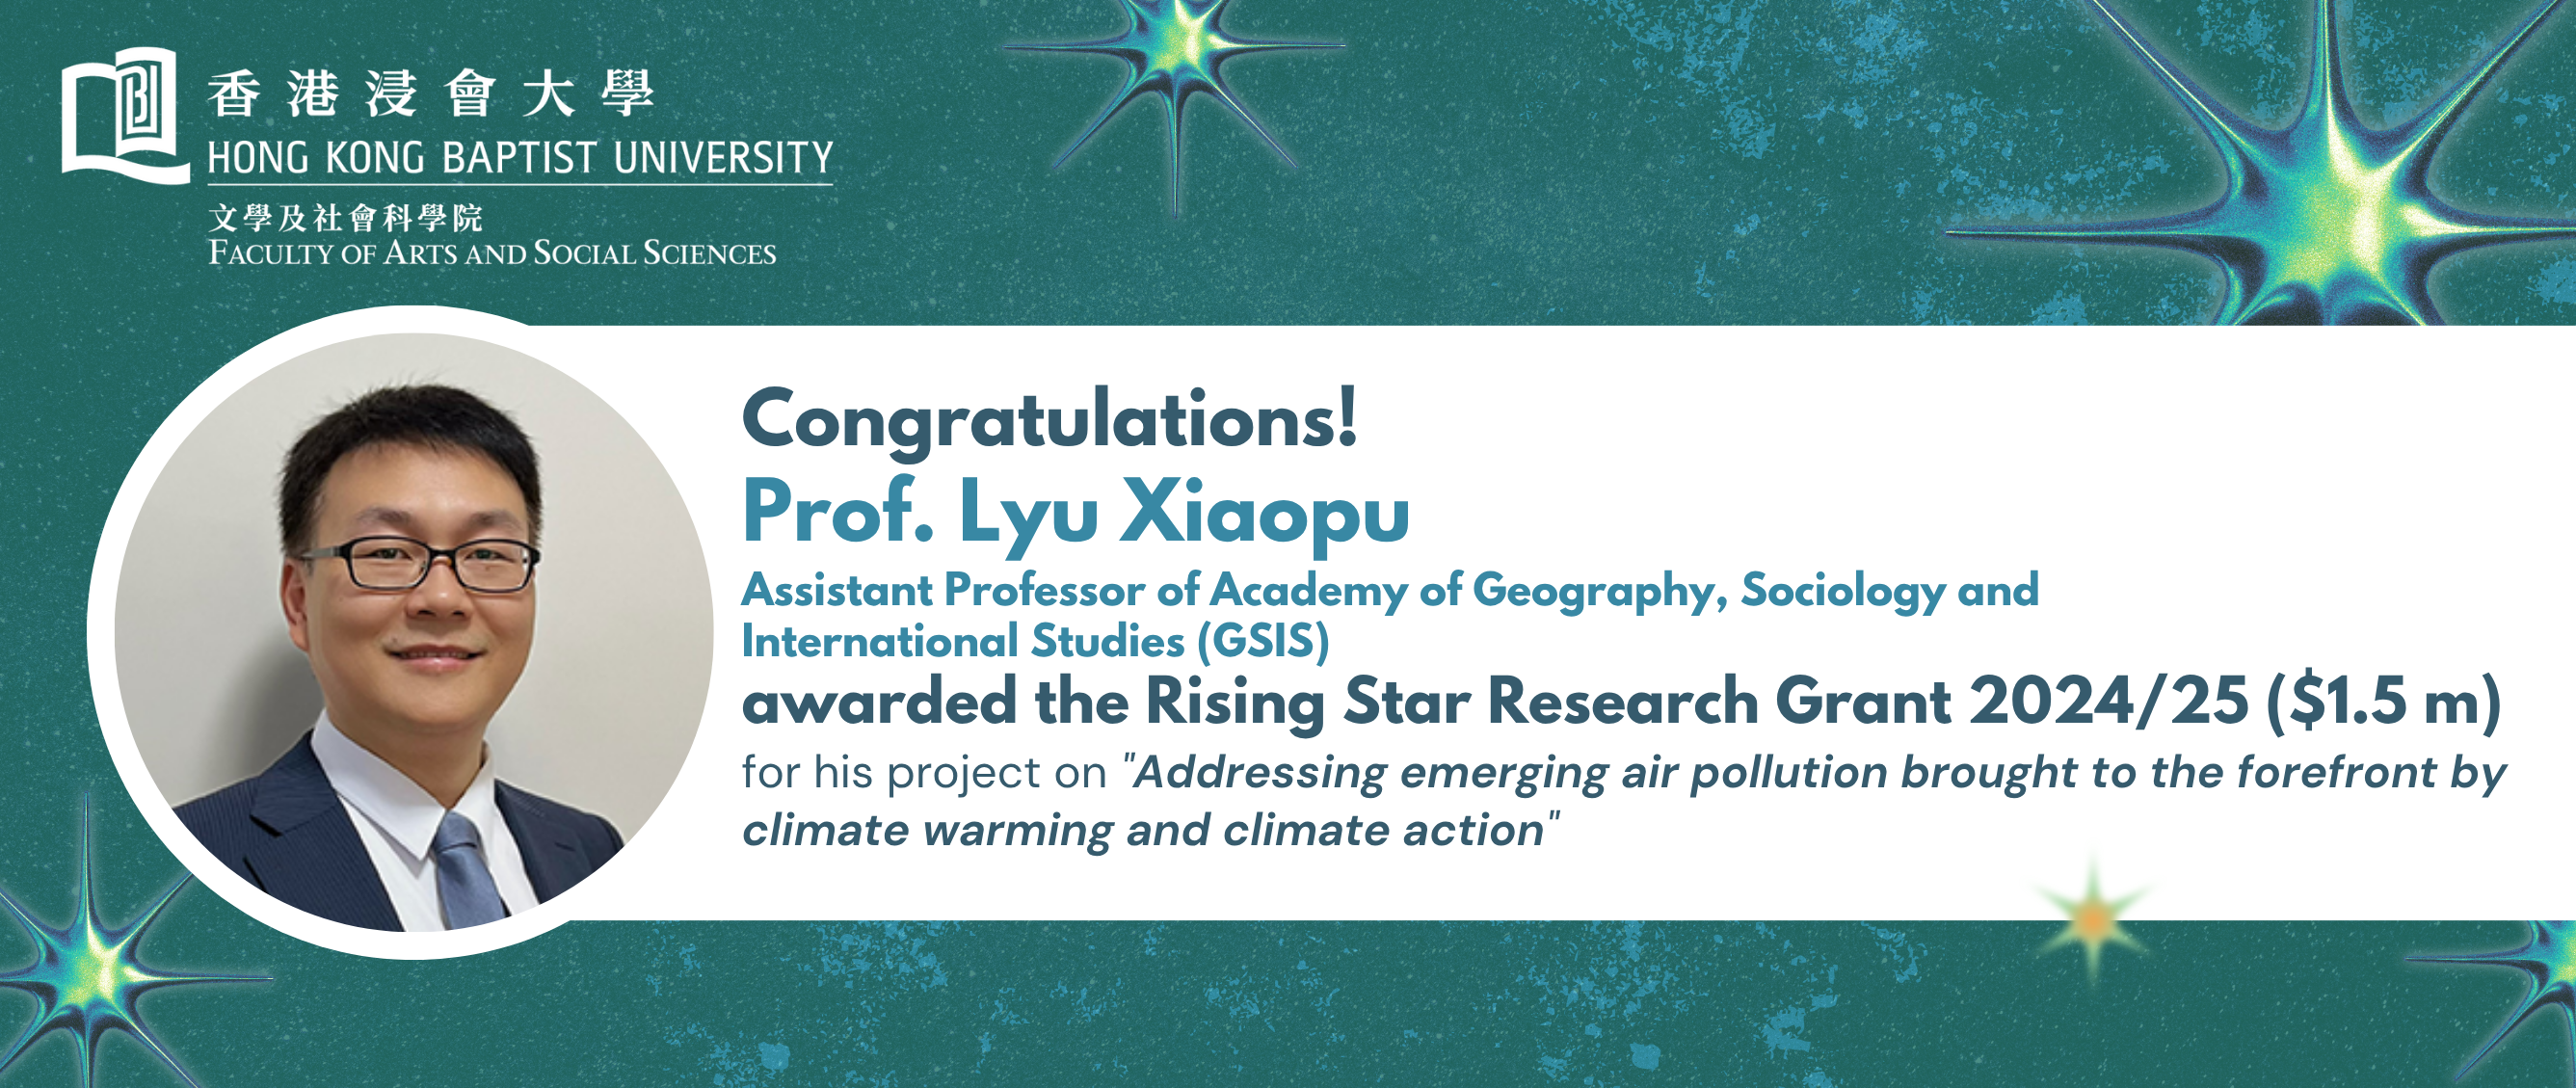 香港浸會大學
HONG KONG BAPTIST UNIVERSITY
文學及社會科學院
FACULTY OF ARTS AND SOCIAL SCIENCES
Congratulations!
Prof. Lyu Xiaopu
Assistant Professor of Academy of Geography, Sociology and
International Studies (GSIS)
awarded the Rising Star Research Grant 2024/25 ($1.5 m)
for his project on "Addressing emerging air pollution brought to the forefront by
climate warming and climate action"